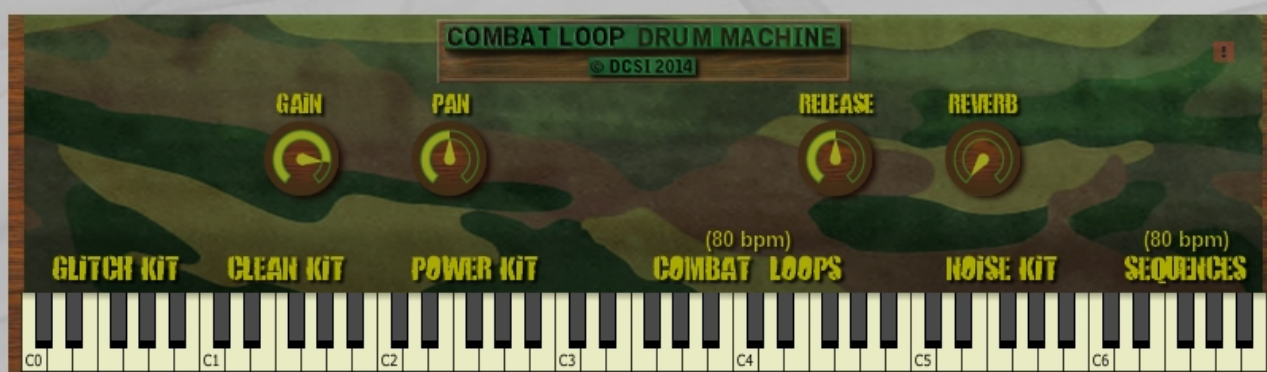 COMBAT LOOP DRUM MACHINE
© DCSI 2014
!
GAIN PAN RELEASE REVERB
(80 bpm) (80 bpm)
GLITCH KIT CLEAN KIT POWER KIT COMBAT LOOPS NOISE KIT SEQUENCES
C0 C1 C2 C3 C4 C5 C6